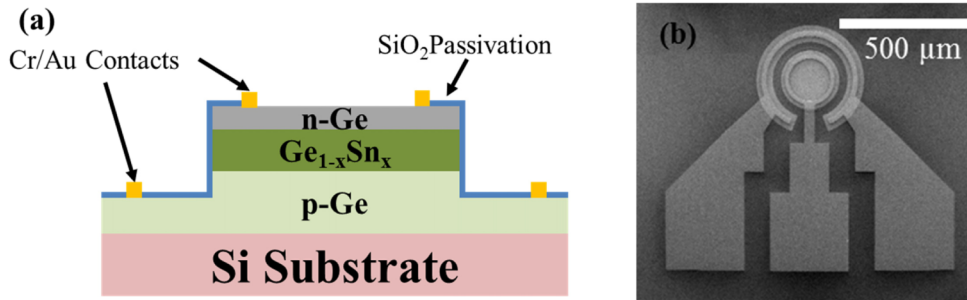 (a)
Cr/Au Contacts
SiO₂Passivation
n-Ge
Ge₁₋ₓSnₓ
p-Ge
Si Substrate
(b)
500 μm